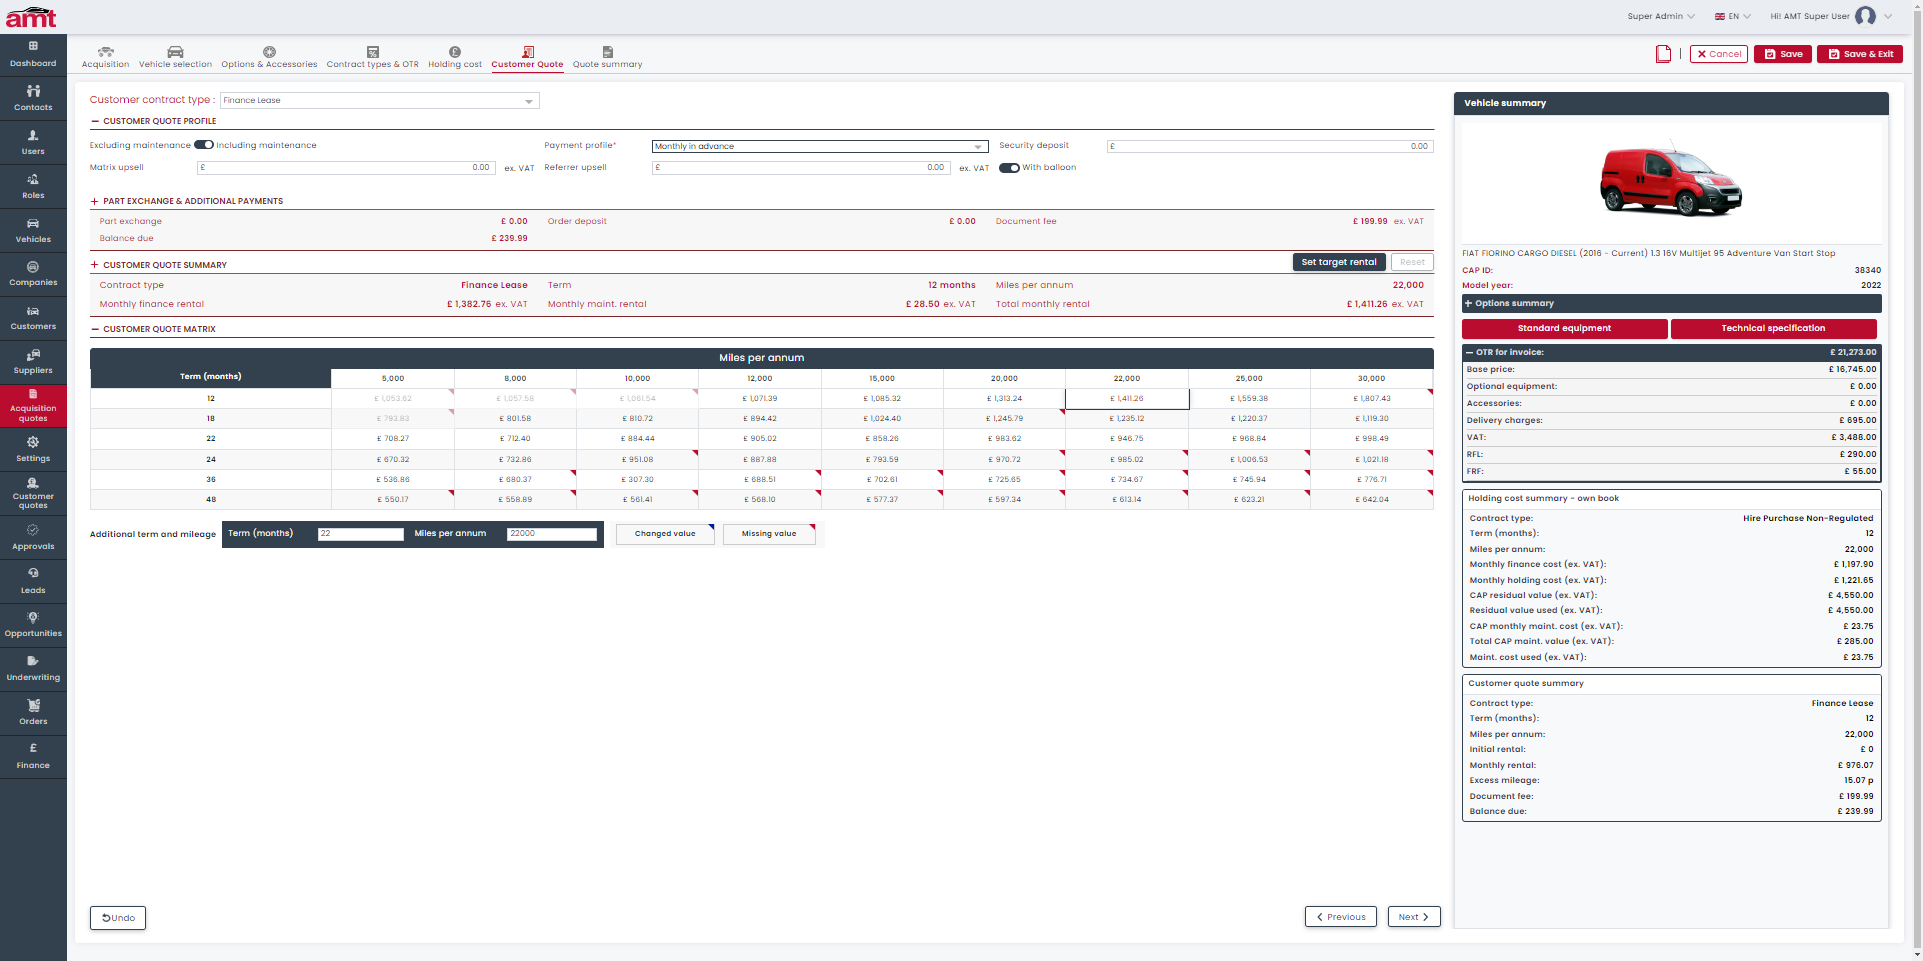 amt
Super Admin
EN
Hi! AMT Super User
Dashboard
Contacts
Users
Roles
Vehicles
Companies
Customers
Suppliers
Acquisition quotes
Settings
Customer quotes
Approvals
Leads
Opportunities
Underwriting
Orders
Finance
Acquisition Vehicle selection Options & Accessories Contract types & OTR Holding cost Customer Quote Quote summary
Cancel Save Save & Exit
Customer contract type : Finance Lease
CUSTOMER QUOTE PROFILE
Excluding maintenance Including maintenance Payment profile* Monthly in advance Security deposit £ 0.00
Matrix upsell £ 0.00 ex. VAT Referrer upsell £ 0.00 ex. VAT With balloon
PART EXCHANGE & ADDITIONAL PAYMENTS
Part exchange £ 0.00 Order deposit £ 0.00 Document fee £ 199.99 ex. VAT
Balance due £ 239.99
CUSTOMER QUOTE SUMMARY Set target rental Reset
Contract type Finance Lease Term 12 months Miles per annum 22,000
Monthly finance rental £ 1,382.76 ex. VAT Monthly maint. rental £ 28.50 ex. VAT Total monthly rental £ 1,411.26 ex. VAT
CUSTOMER QUOTE MATRIX
Miles per annum
Term (months) 5,000 8,000 10,000 12,000 15,000 20,000 22,000 25,000 30,000
12 £ 1,053.62 £ 1,057.58 £ 1,061.54 £ 1,071.39 £ 1,085.32 £ 1,313.24 £ 1,411.26 £ 1,559.38 £ 1,807.43
18 £ 793.83 £ 801.58 £ 810.72 £ 894.42 £ 1,024.40 £ 1,245.79 £ 1,235.12 £ 1,220.37 £ 1,119.30
22 £ 708.27 £ 712.40 £ 884.44 £ 905.02 £ 858.26 £ 983.62 £ 946.75 £ 968.84 £ 998.49
24 £ 670.32 £ 732.86 £ 951.08 £ 887.88 £ 793.59 £ 970.72 £ 985.02 £ 1,006.53 £ 1,021.18
36 £ 536.86 £ 680.37 £ 307.30 £ 688.51 £ 702.61 £ 725.65 £ 734.67 £ 745.94 £ 776.71
48 £ 550.17 £ 558.89 £ 561.41 £ 568.10 £ 577.37 £ 597.34 £ 613.14 £ 623.21 £ 642.04
Additional term and mileage Term (months) 22 Miles per annum 22000 Changed value Missing value
Undo
Previous Next
Vehicle summary
FIAT FIORINO CARGO DIESEL (2016 - Current) 1.3 16V Multijet 95 Adventure Van Start Stop
CAP ID: 38340
Model year: 2022
Options summary
Standard equipment Technical specification
OTR for invoice: £ 21,273.00
Base price: £ 16,745.00
Optional equipment: £ 0.00
Accessories: £ 0.00
Delivery charges: £ 695.00
VAT: £ 3,488.00
RFL: £ 290.00
FRF: £ 55.00
Holding cost summary - own book
Contract type: Hire Purchase Non-Regulated
Term (months): 12
Miles per annum: 22,000
Monthly finance cost (ex. VAT): £ 1,197.90
Monthly holding cost (ex. VAT): £ 1,221.65
CAP residual value (ex. VAT): £ 4,550.00
Residual value used (ex. VAT): £ 4,550.00
CAP monthly maint. cost (ex. VAT): £ 23.75
Total CAP maint. value (ex. VAT): £ 285.00
Maint. cost used (ex. VAT): £ 23.75
Customer quote summary
Contract type: Finance Lease
Term (months): 12
Miles per annum: 22,000
Initial rental: £ 0
Monthly rental: £ 976.07
Excess mileage: 15.07 p
Document fee: £ 199.99
Balance due: £ 239.99